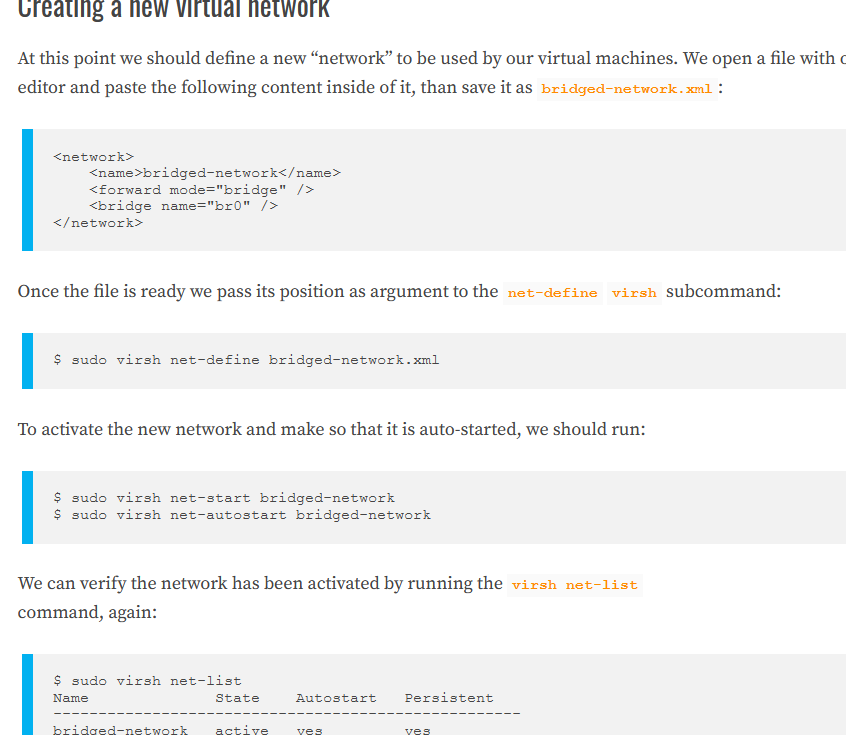 Creating a new virtual network
At this point we should define a new “network” to be used by our virtual machines. We open a file with
editor and paste the following content inside of it, than save it as bridged-network.xml :
<network>
    <name>bridged-network</name>
    <forward mode="bridge" />
    <bridge name="br0" />
</network>
Once the file is ready we pass its position as argument to the net-define virsh subcommand:
$ sudo virsh net-define bridged-network.xml
To activate the new network and make so that it is auto-started, we should run:
$ sudo virsh net-start bridged-network
$ sudo virsh net-autostart bridged-network
We can verify the network has been activated by running the virsh net-list
command, again:
$ sudo virsh net-list
Name              State    Autostart   Persistent
----------------------------------------------------
bridged-network   active   yes         yes